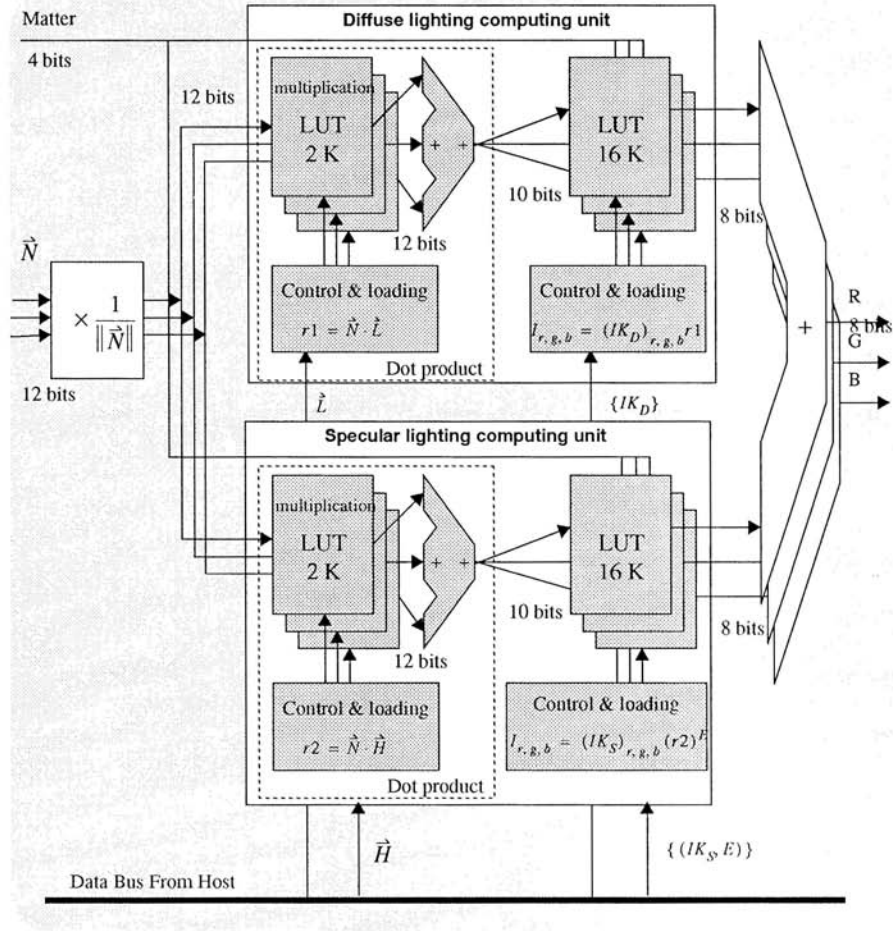 Matter
Diffuse lighting computing unit
4 bits
12 bits
multiplication
LUT
2 K
+ +
LUT
16 K
10 bits
12 bits
8 bits
N⃗
× 1/‖N⃗‖
12 bits
Control & loading
r1 = N⃗ · L⃗
Control & loading
I_{r, g, b} = (IK_D)_{r, g, b} r1
Dot product
+
R
8 bits
G
B
L⃗
{IK_D}
Specular lighting computing unit
multiplication
LUT
2 K
+ +
LUT
16 K
10 bits
12 bits
8 bits
Control & loading
r2 = N⃗ · H⃗
Control & loading
I_{r, g, b} = (IK_S)_{r, g, b} (r2)^E
Dot product
H⃗
{(IK_S, E)}
Data Bus From Host